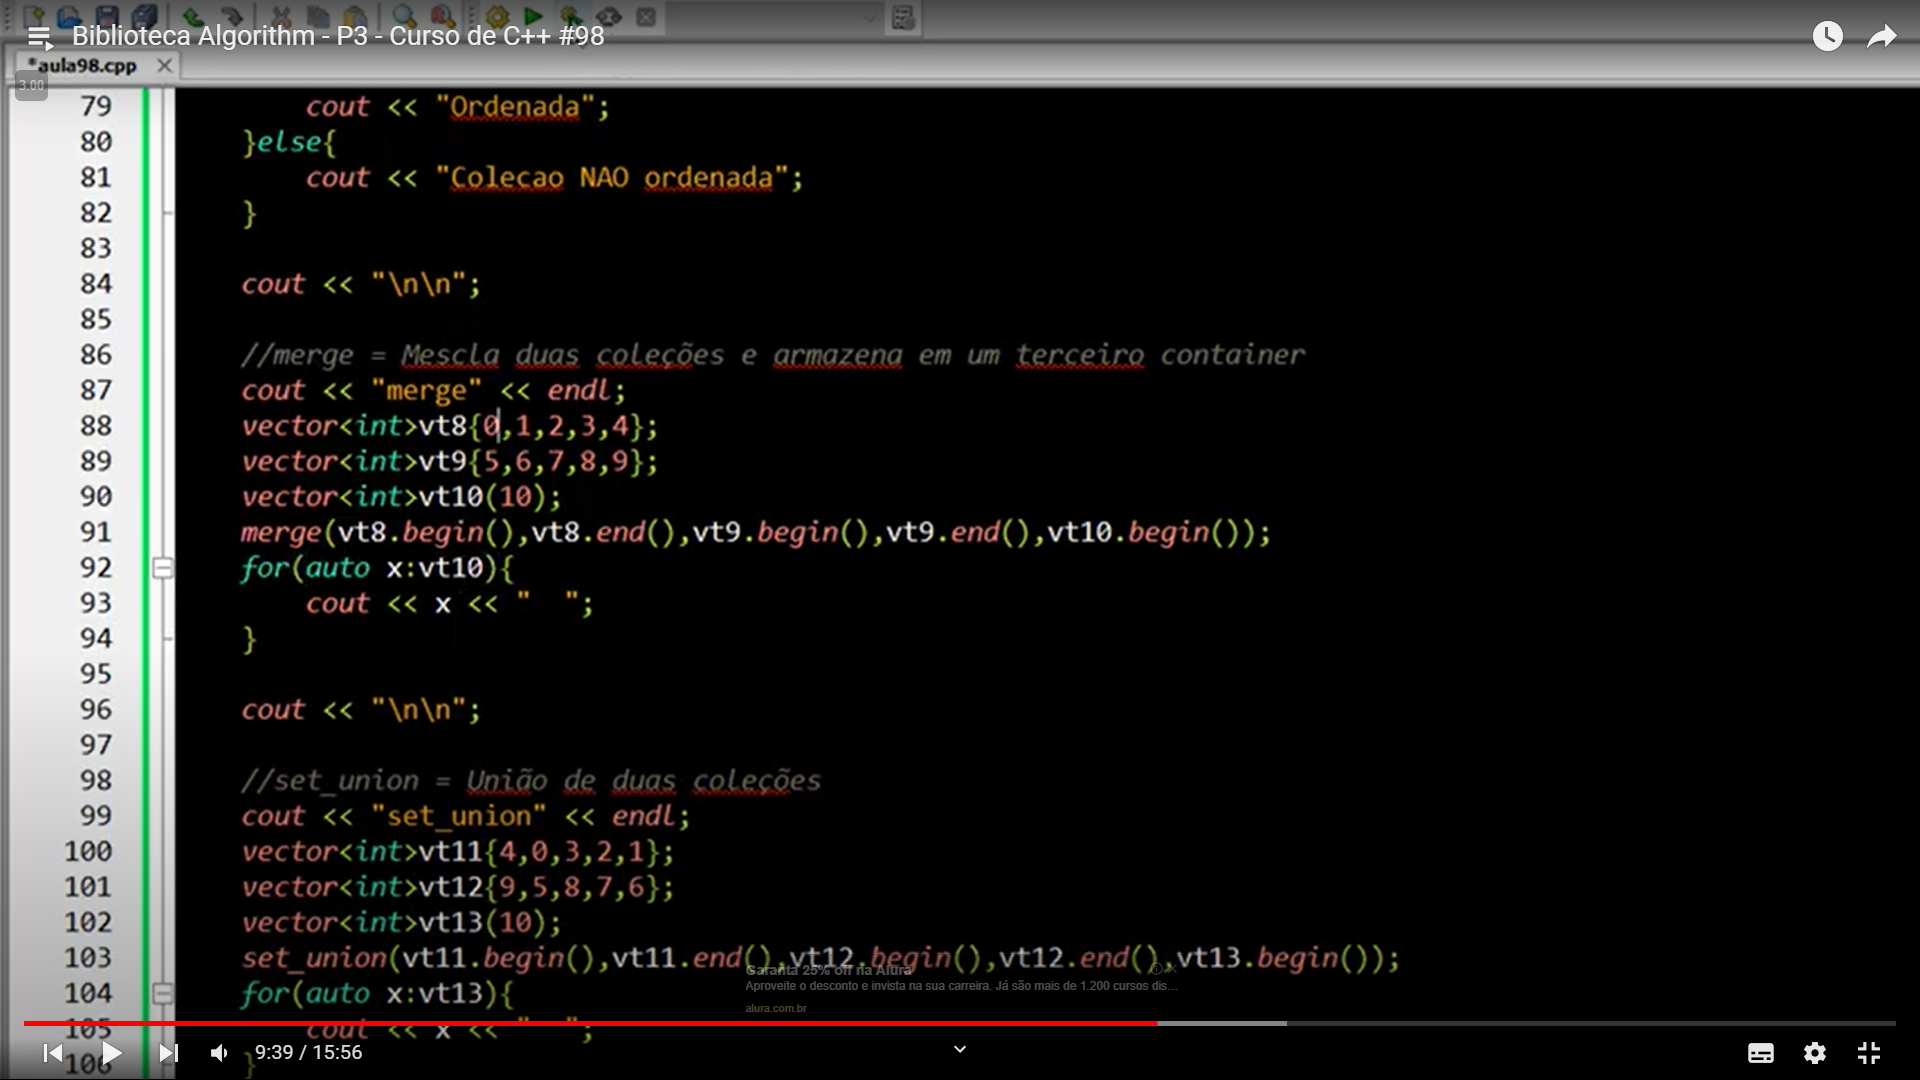 Biblioteca Algorithm - P3 - Curso de C++ #98
*aula98.cpp
3.00
79 cout << "Ordenada";
80 }else{
81 cout << "Colecao NAO ordenada";
82 }
83
84 cout << "\n\n";
85
86 //merge = Mescla duas coleções e armazena em um terceiro container
87 cout << "merge" << endl;
88 vector<int>vt8{0,1,2,3,4};
89 vector<int>vt9{5,6,7,8,9};
90 vector<int>vt10(10);
91 merge(vt8.begin(),vt8.end(),vt9.begin(),vt9.end(),vt10.begin());
92 for(auto x:vt10){
93 cout << x << "  ";
94 }
95
96 cout << "\n\n";
97
98 //set_union = União de duas coleções
99 cout << "set_union" << endl;
100 vector<int>vt11{4,0,3,2,1};
101 vector<int>vt12{9,5,8,7,6};
102 vector<int>vt13(10);
103 set_union(vt11.begin(),vt11.end(),vt12.begin(),vt12.end(),vt13.begin());
Garanta 25% off na Alura
104 for(auto x:vt13){
Aproveite o desconto e invista na sua carreira. Já são mais de 1.200 cursos dis...
alura.com.br
105 cout << x << "  ";
106 }
9:39 / 15:56